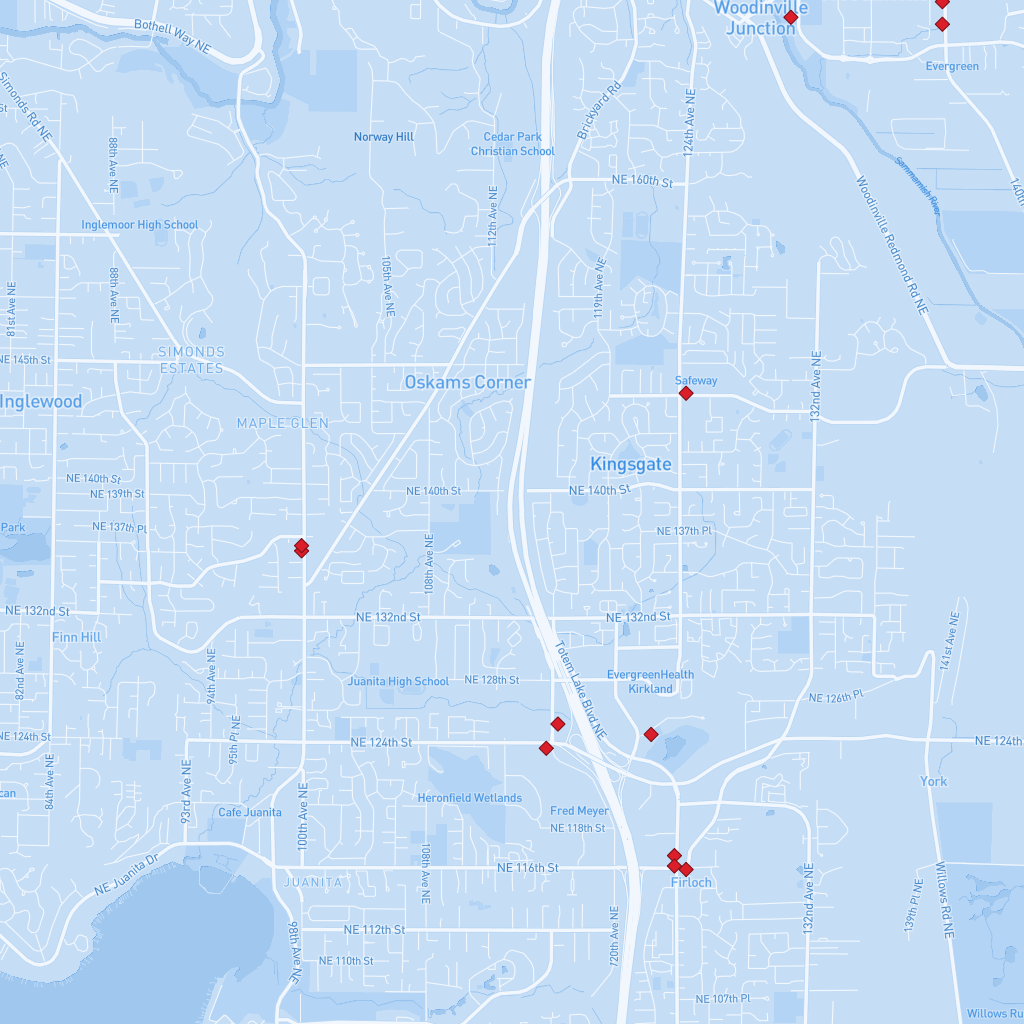 Woodinville
Junction
Bothell Way NE
Evergreen
Simonds Rd NE
Brickyard Rd
124th Ave NE
Norway Hill
Cedar Park
Christian School
88th Ave NE
NE 160th St
Sammamish River
140th
112th Ave NE
Inglemoor High School
Woodinville Redmond Rd NE
105th Ave NE
119th Ave NE
88th Ave NE
81st Ave NE
SIMONDS
ESTATES
NE 145th St
132nd Ave NE
Oskams Corner
Safeway
Inglewood
MAPLE GLEN
Kingsgate
NE 140th St
NE 139th St
NE 140th St
NE 140th St
Park
NE 137th Pl
NE 137th Pl
108th Ave NE
NE 132nd St
NE 132nd St
NE 132nd St
Finn Hill
141st Ave NE
82nd Ave NE
94th Ave NE
Totem Lake Blvd NE
Juanita High School
NE 128th St
EvergreenHealth
Kirkland
NE 126th Pl
NE 124th St
95th Pl NE
NE 124th St
NE 124th
84th Ave NE
93rd Ave NE
York
can
Heronfield Wetlands
Cafe Juanita
100th Ave NE
Fred Meyer
NE 118th St
NE Juanita Dr
108th Ave NE
NE 116th St
JUANITA
Firloch
132nd Ave NE
139th Pl NE
Willows Rd NE
98th Ave NE
NE 112th St
720th Ave NE
NE 110th St
NE 107th Pl
Willows Ru